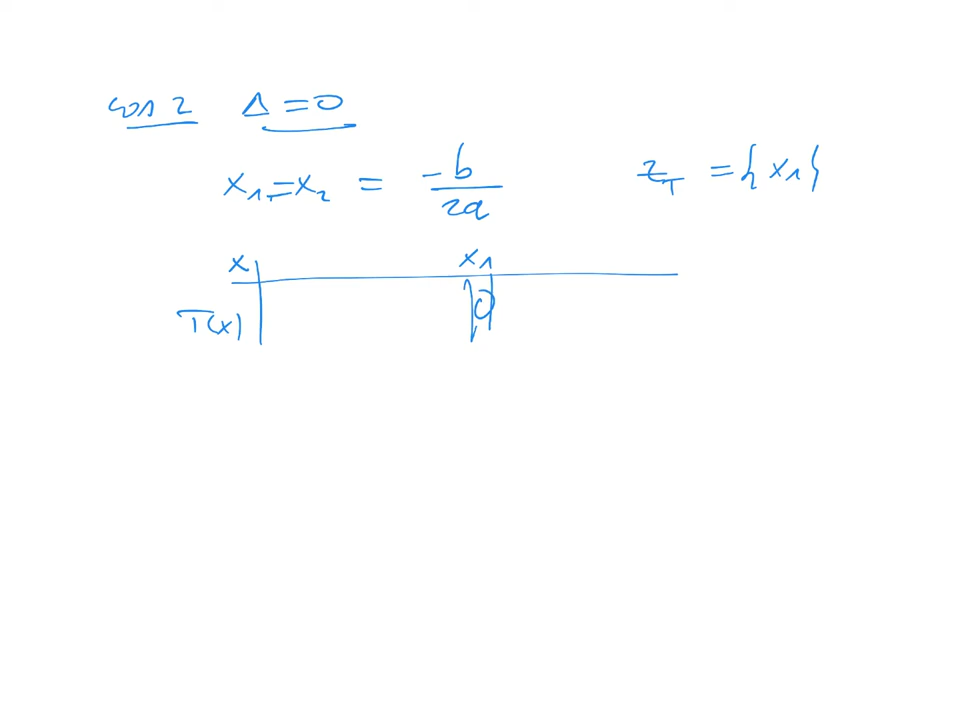 cas 2 Δ = 0
x₁ = x₂ = -b/2a z_T = { x₁ }
x x₁
T(x) 0